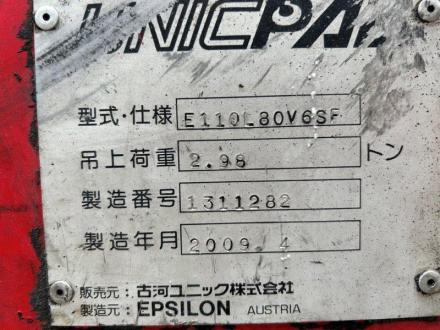 UNICPAL
型式・仕様 E110L80V6SF
吊上荷重 2.98 トン
製造番号 1311282
製造年月 2009. 4
販売元：古河ユニック株式会社
製造元：EPSILON AUSTRIA